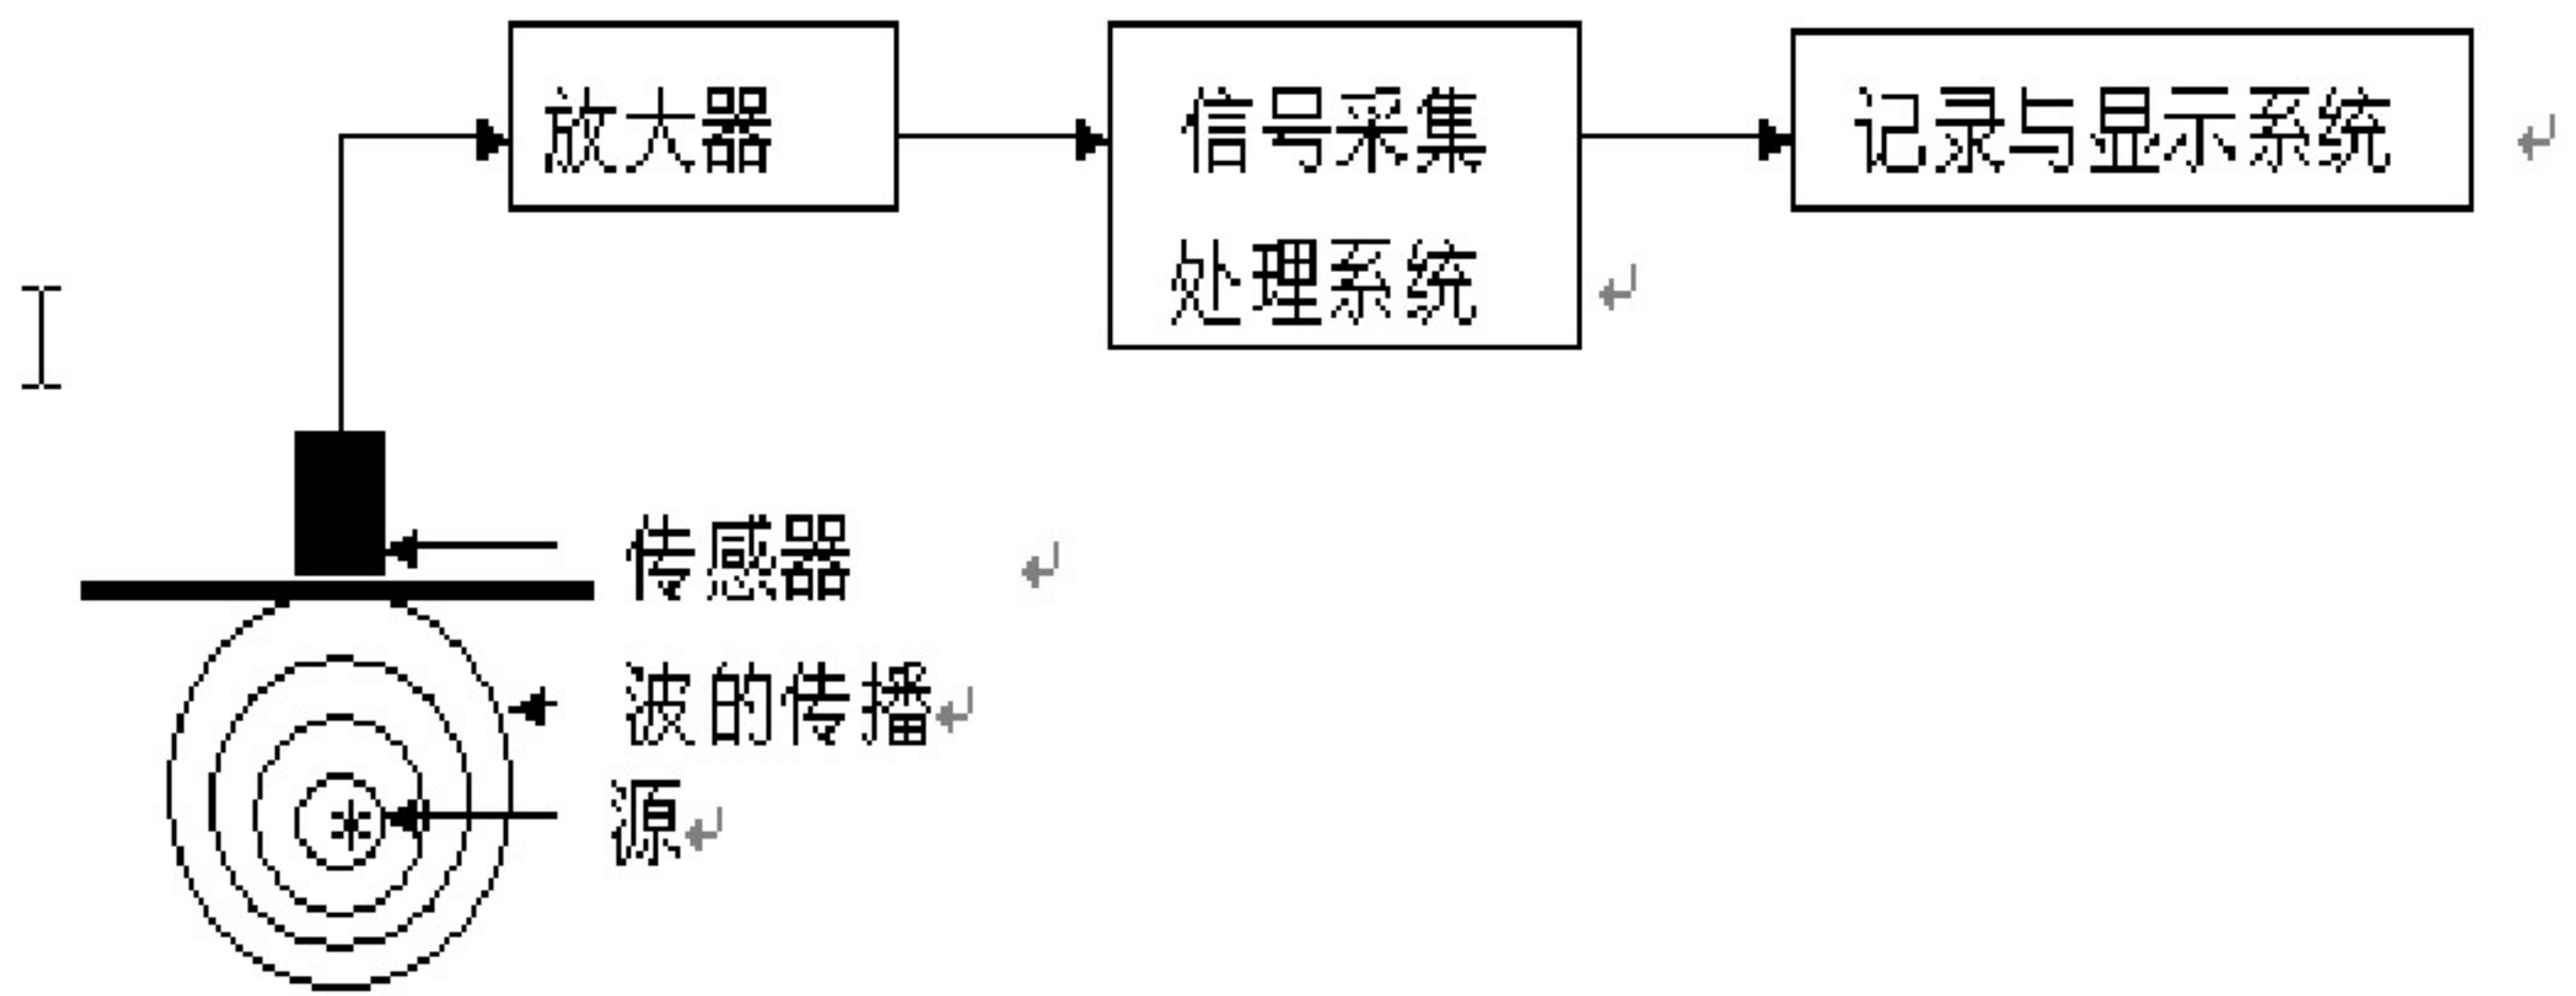 放大器
信号采集
处理系统
记录与显示系统
传感器
波的传播
源